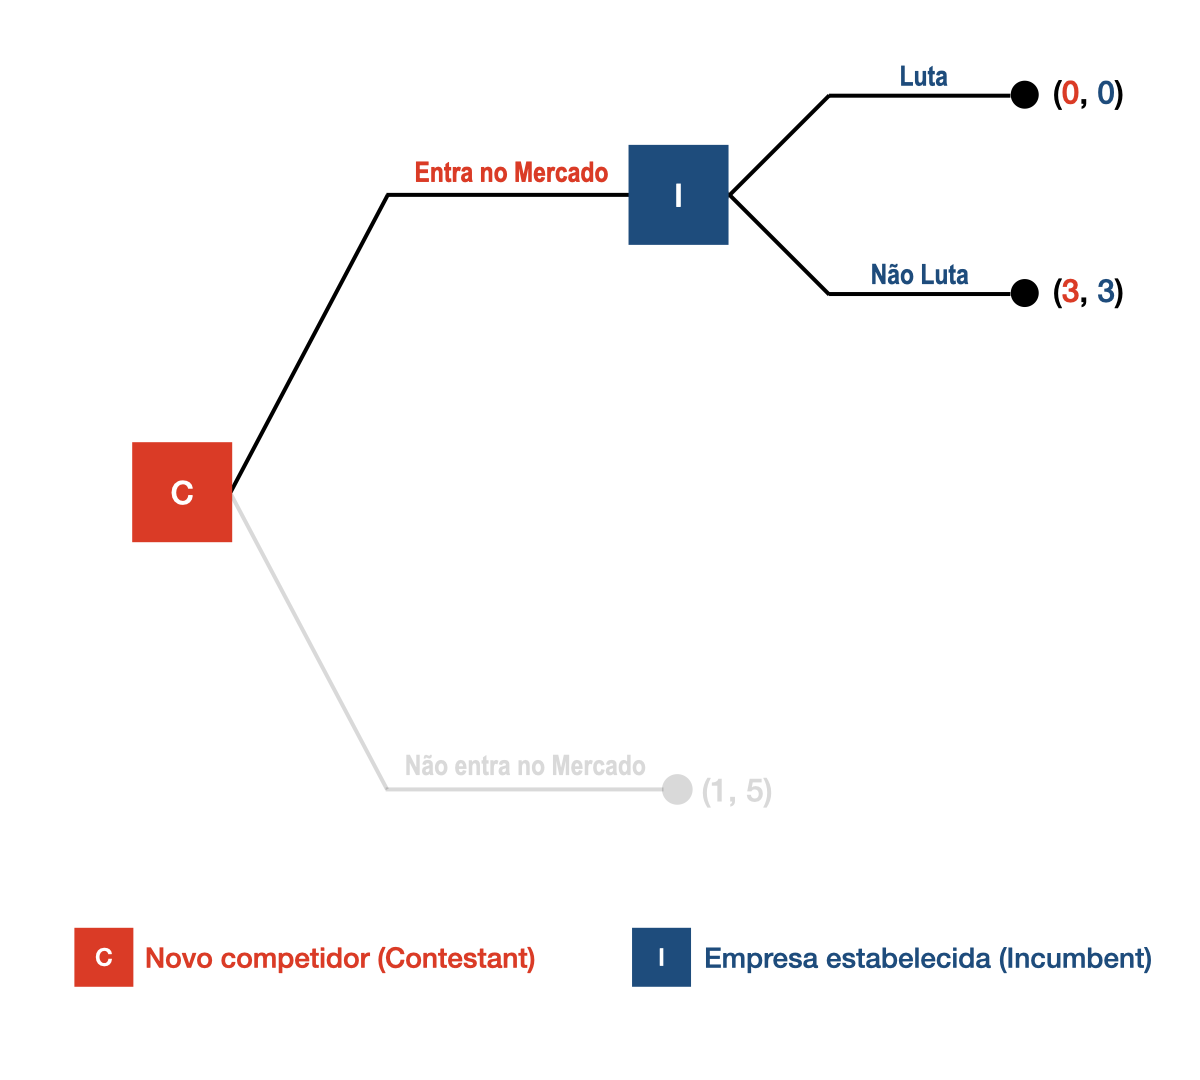 Luta
(0, 0)
Entra no Mercado
I
Não Luta
(3, 3)
C
Não entra no Mercado
(1, 5)
C Novo competidor (Contestant)
I Empresa estabelecida (Incumbent)